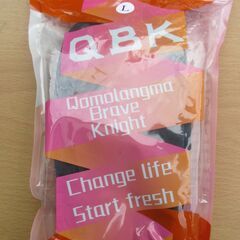 L
QBK
Qomolangma
Brave
Knight
Change life
Start fresh